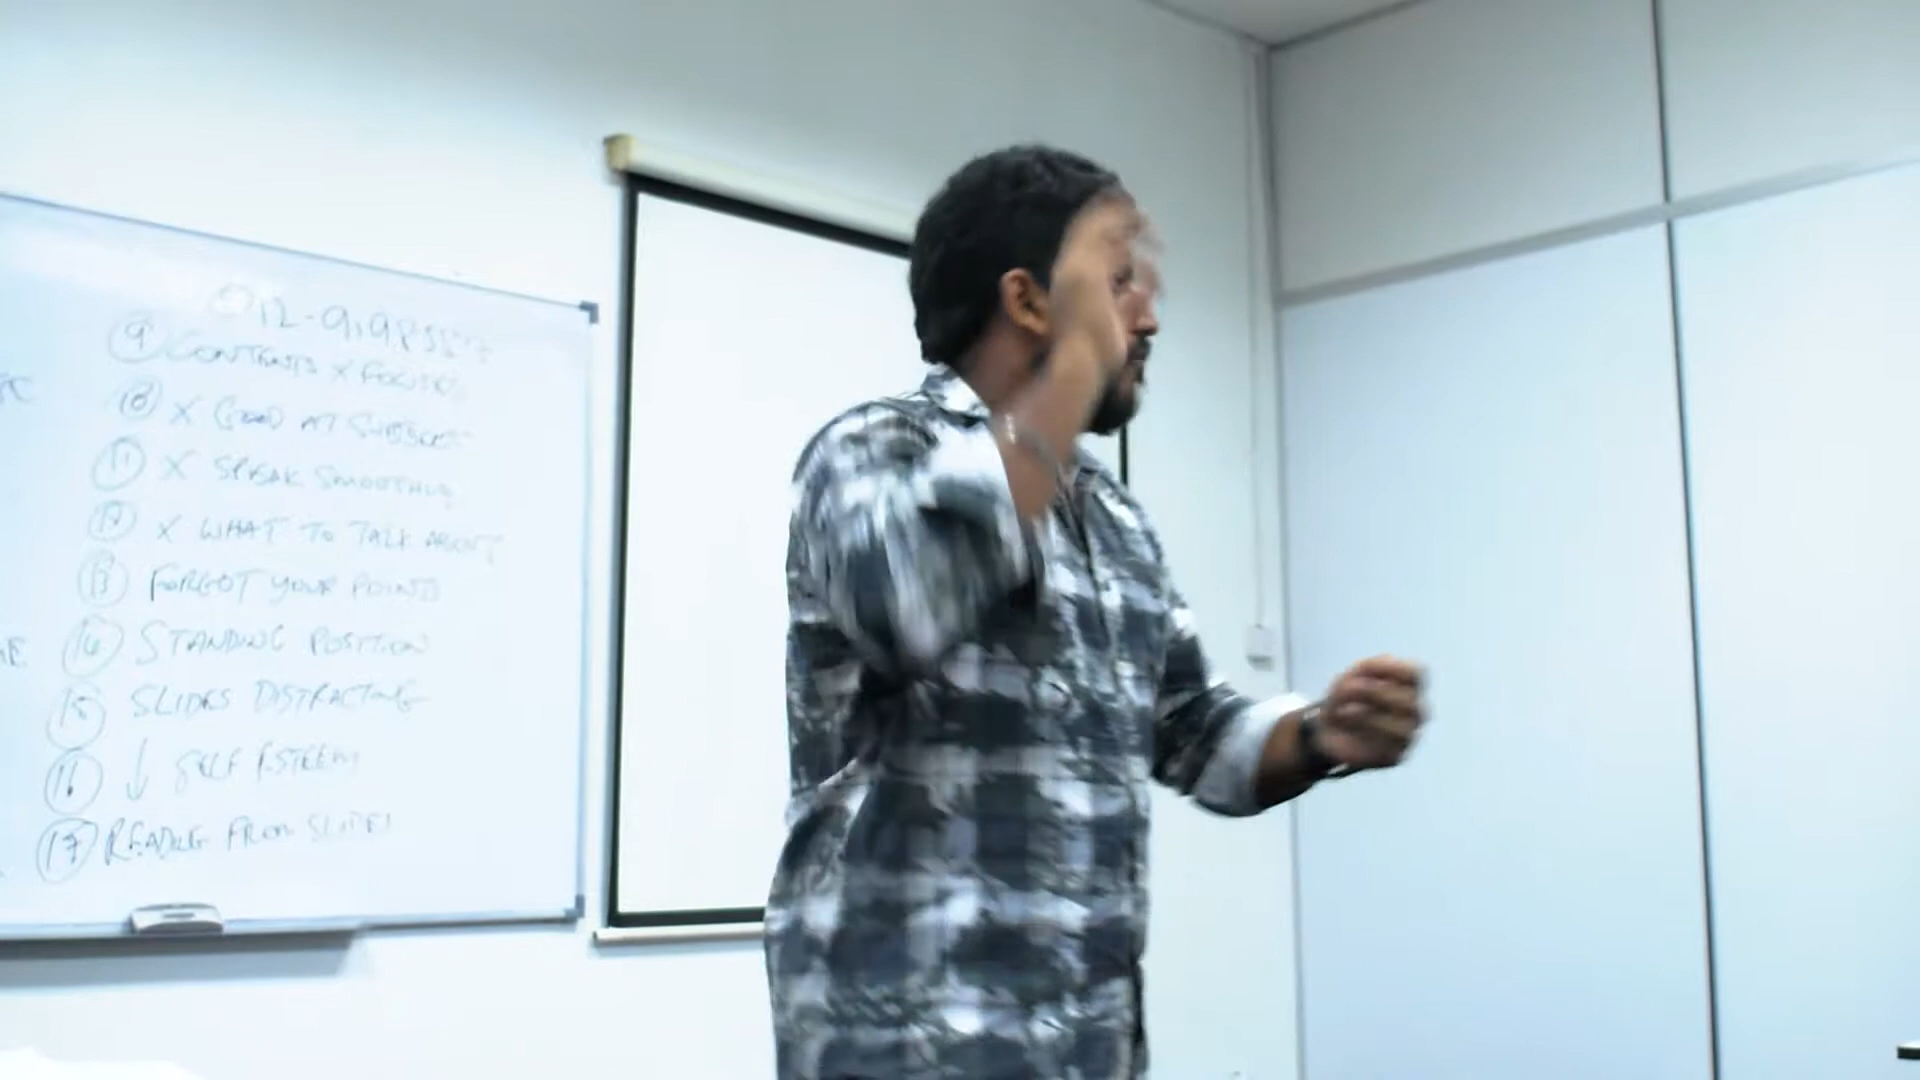 9 CONTENTS X FOCUS
10 X GOOD AT SUBJECT
11 X SPEAK SMOOTHLY
12 X WHAT TO TALK ABOUT
13 FORGOT YOUR POINTS
14 STANDING POSITION
15 SLIDES DISTRACTING
16 ↓ SELF ESTEEM
17 READING FROM SLIDES